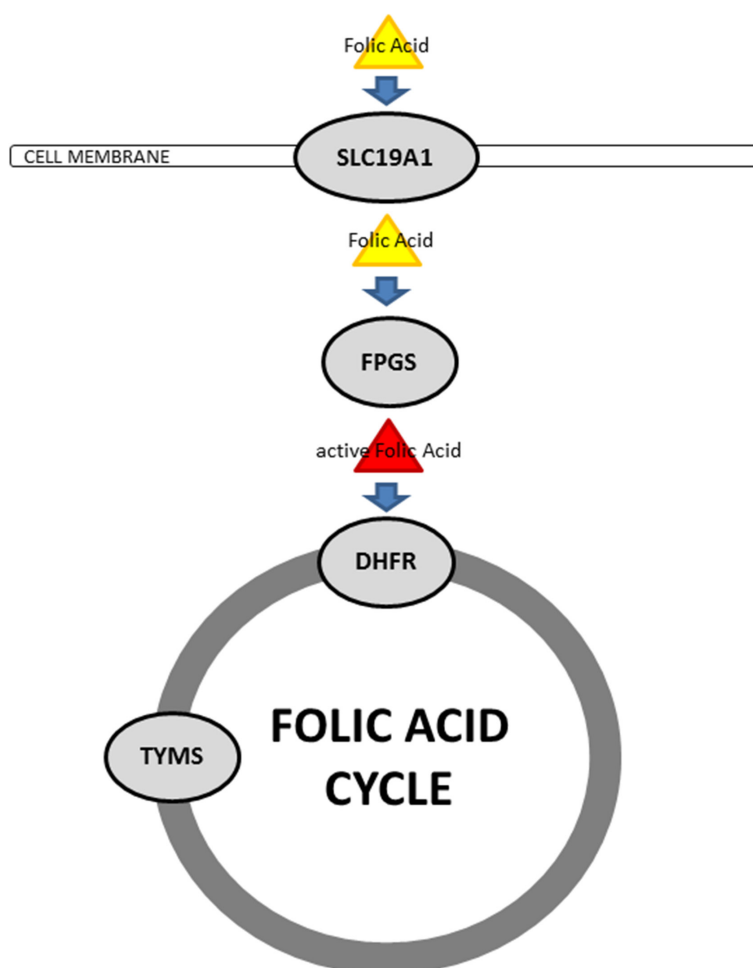 Folic Acid
CELL MEMBRANE
SLC19A1
Folic Acid
FPGS
active Folic Acid
DHFR
FOLIC ACID
CYCLE
TYMS